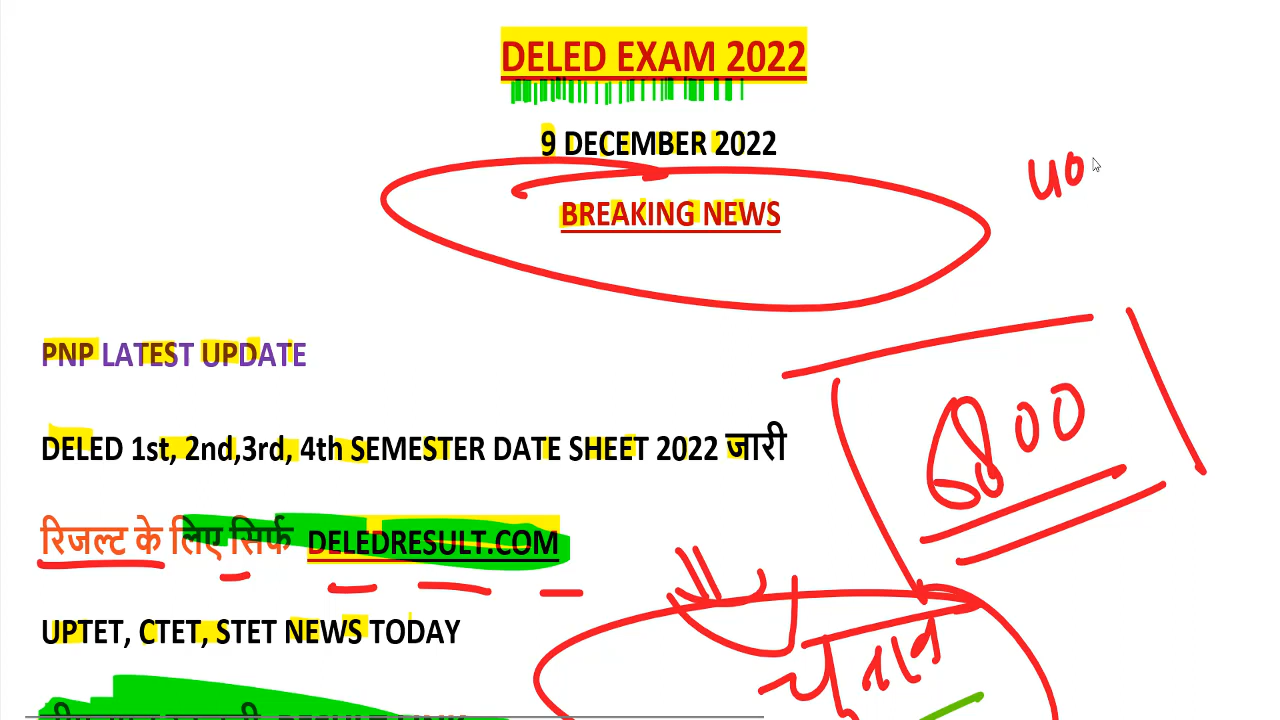 DELED EXAM 2022
9 DECEMBER 2022
BREAKING NEWS
PNP LATEST UPDATE
DELED 1st, 2nd,3rd, 4th SEMESTER DATE SHEET 2022 जारी
6800
रिजल्ट के लिए सिर्फ DELEDRESULT.COM
UPTET, CTET, STET NEWS TODAY
चुनाव